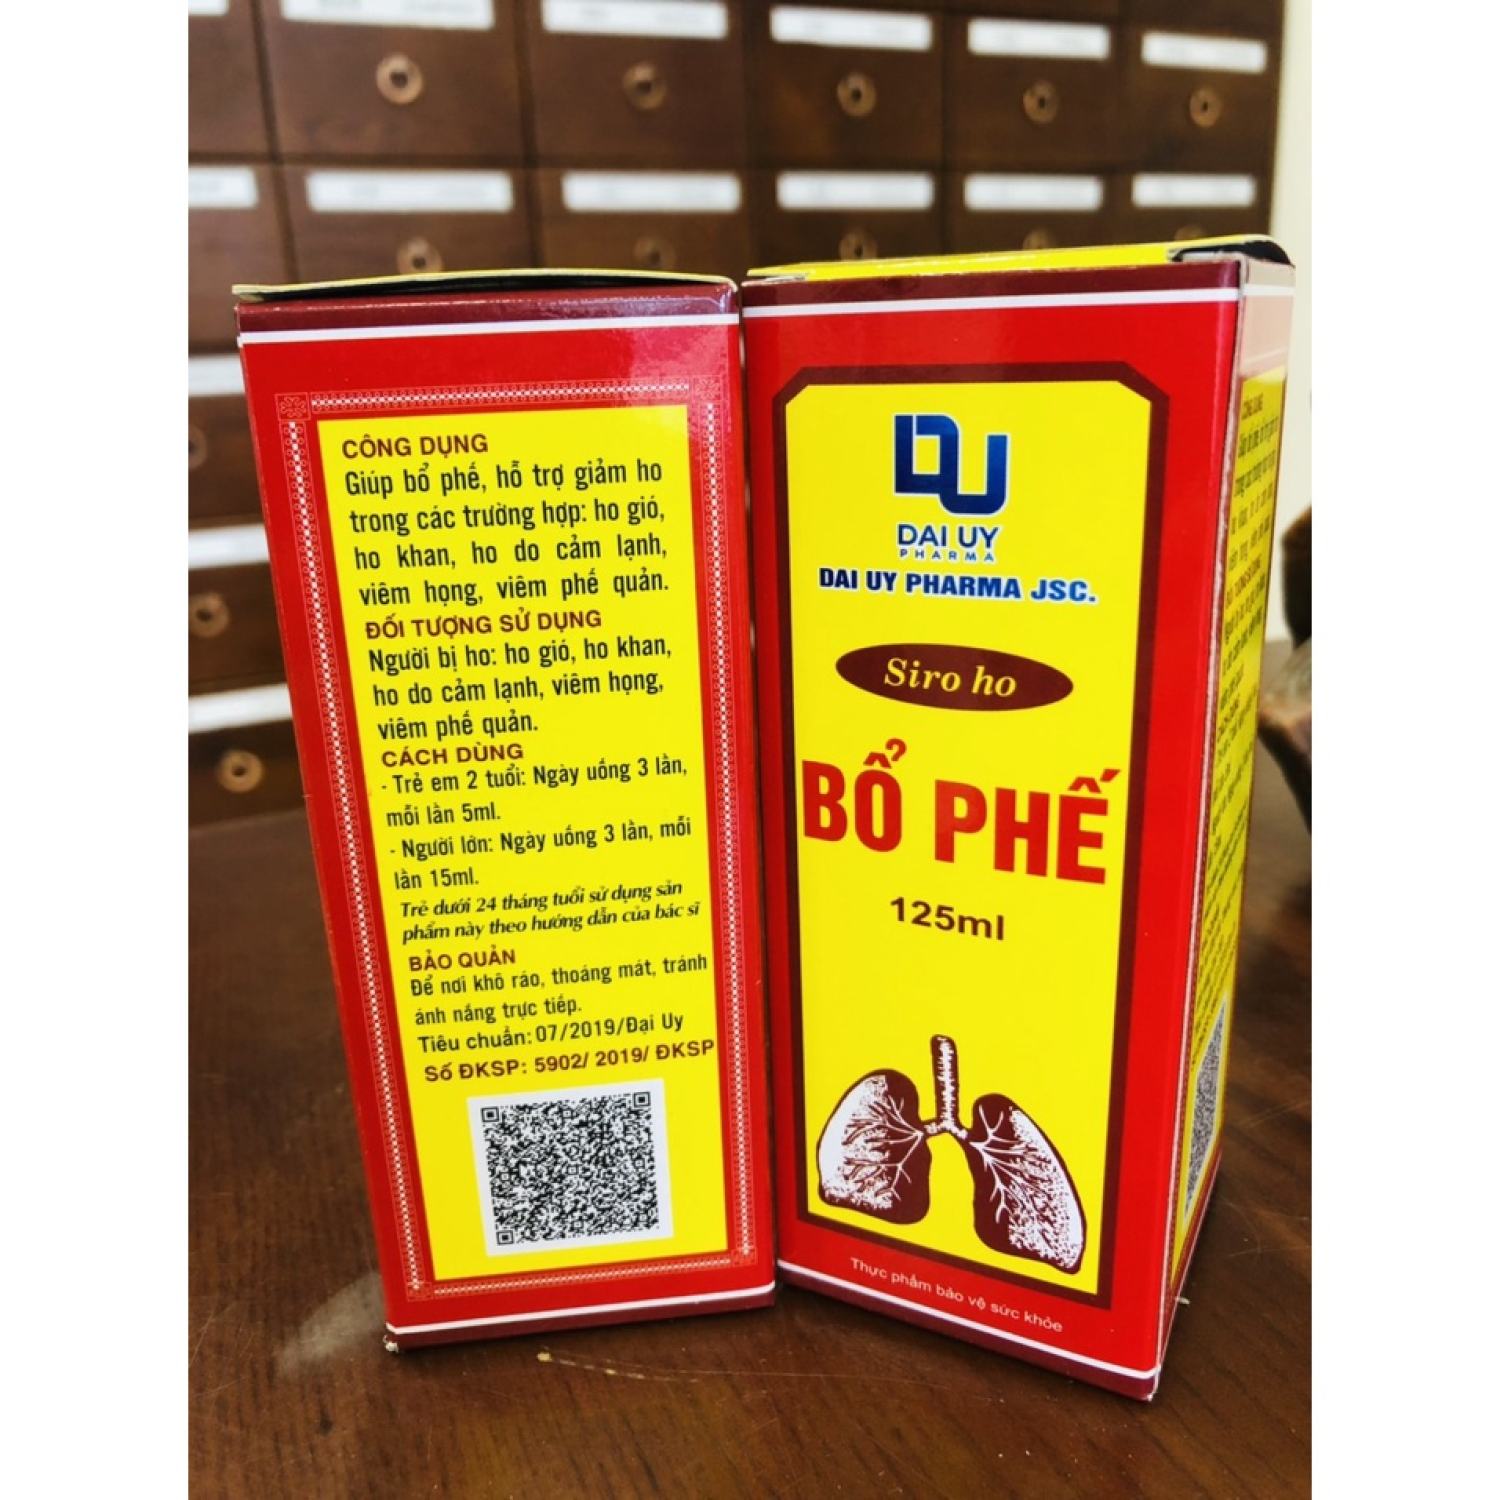 CÔNG DỤNG
Giúp bổ phế, hỗ trợ giảm ho
trong các trường hợp: ho gió,
ho khan, ho do cảm lạnh,
viêm họng, viêm phế quản.
ĐỐI TƯỢNG SỬ DỤNG
Người bị ho: ho gió, ho khan,
ho do cảm lạnh, viêm họng,
viêm phế quản.
CÁCH DÙNG
- Trẻ em 2 tuổi: Ngày uống 3 lần,
mỗi lần 5ml.
- Người lớn: Ngày uống 3 lần, mỗi
lần 15ml.
Trẻ dưới 24 tháng tuổi sử dụng sản
phẩm này theo hướng dẫn của bác sĩ
BẢO QUẢN
Để nơi khô ráo, thoáng mát, tránh
ánh nắng trực tiếp.
Tiêu chuẩn: 07/2019/Đại Uy
Số ĐKSP: 5902/ 2019/ ĐKSP
DU
DAI UY
PHARMA
DAI UY PHARMA JSC.
Siro ho
BỔ PHẾ
125ml
Thực phẩm bảo vệ sức khỏe
CÔNG DỤNG